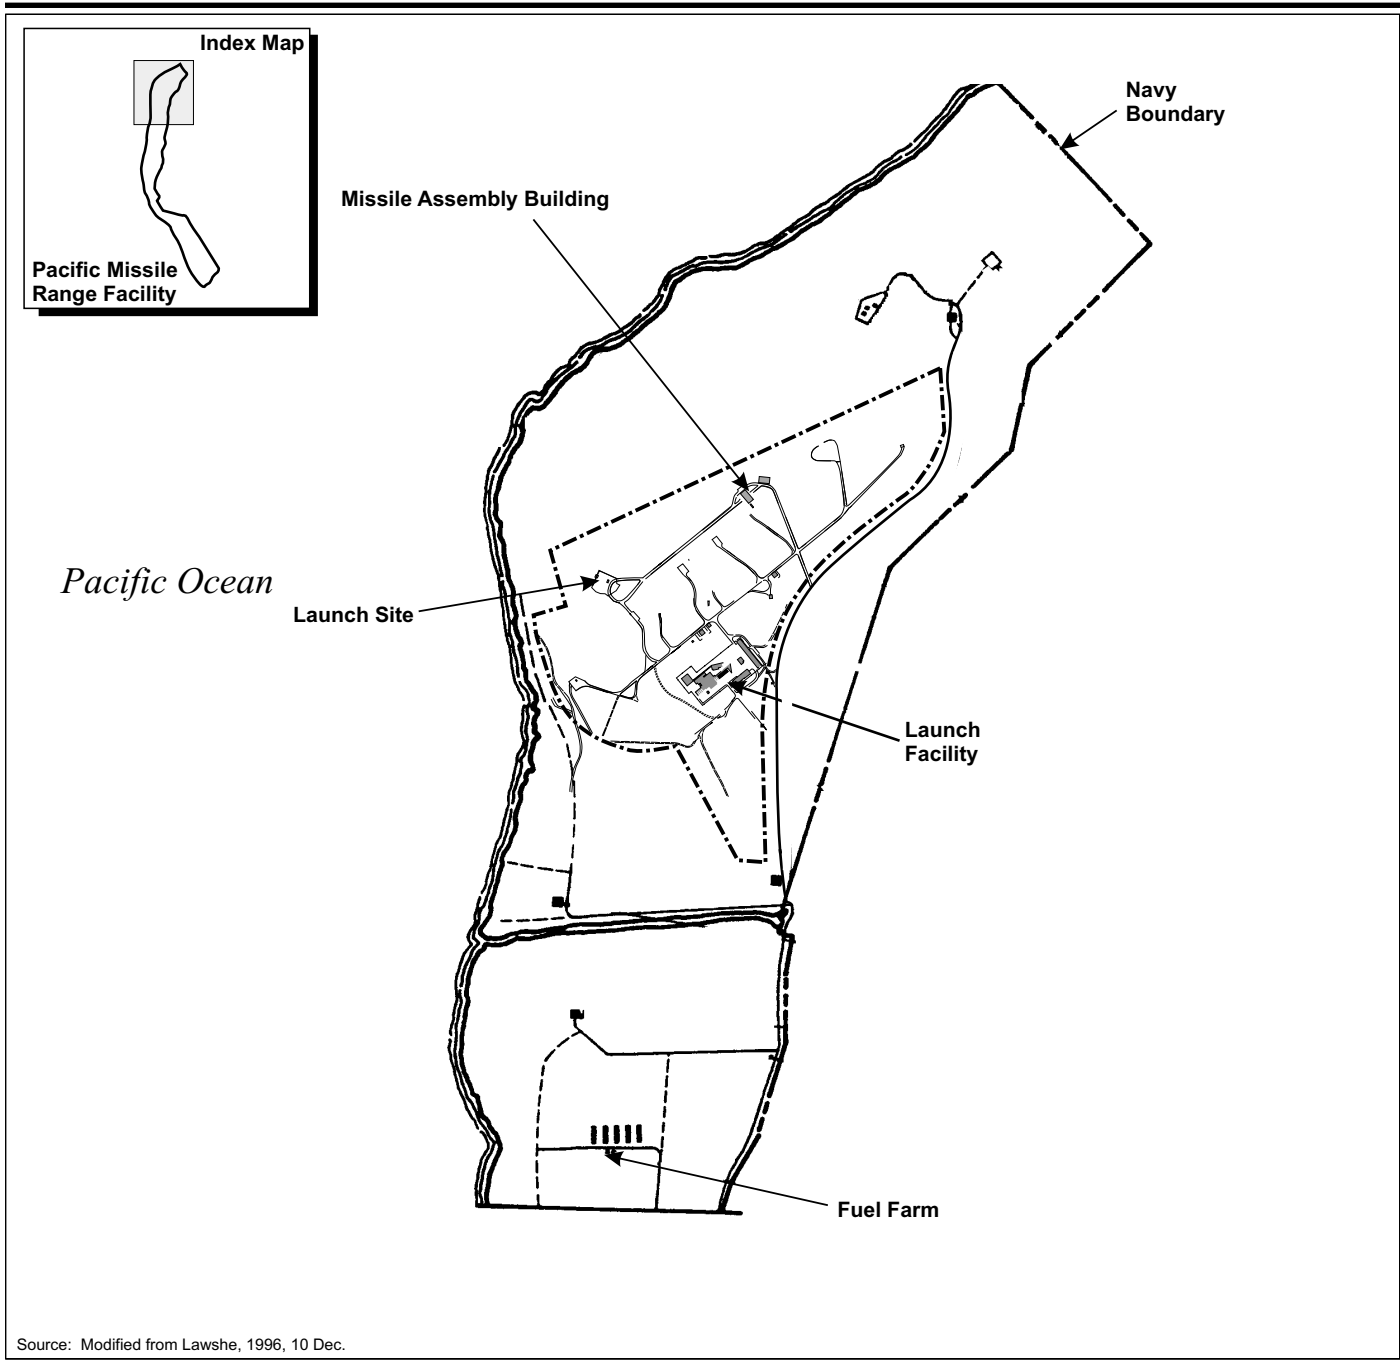 Index Map
Pacific Missile
Range Facility
Navy
Boundary
Missile Assembly Building
Pacific Ocean
Launch Site
Launch
Facility
Fuel Farm
Source:  Modified from Lawshe, 1996, 10 Dec.